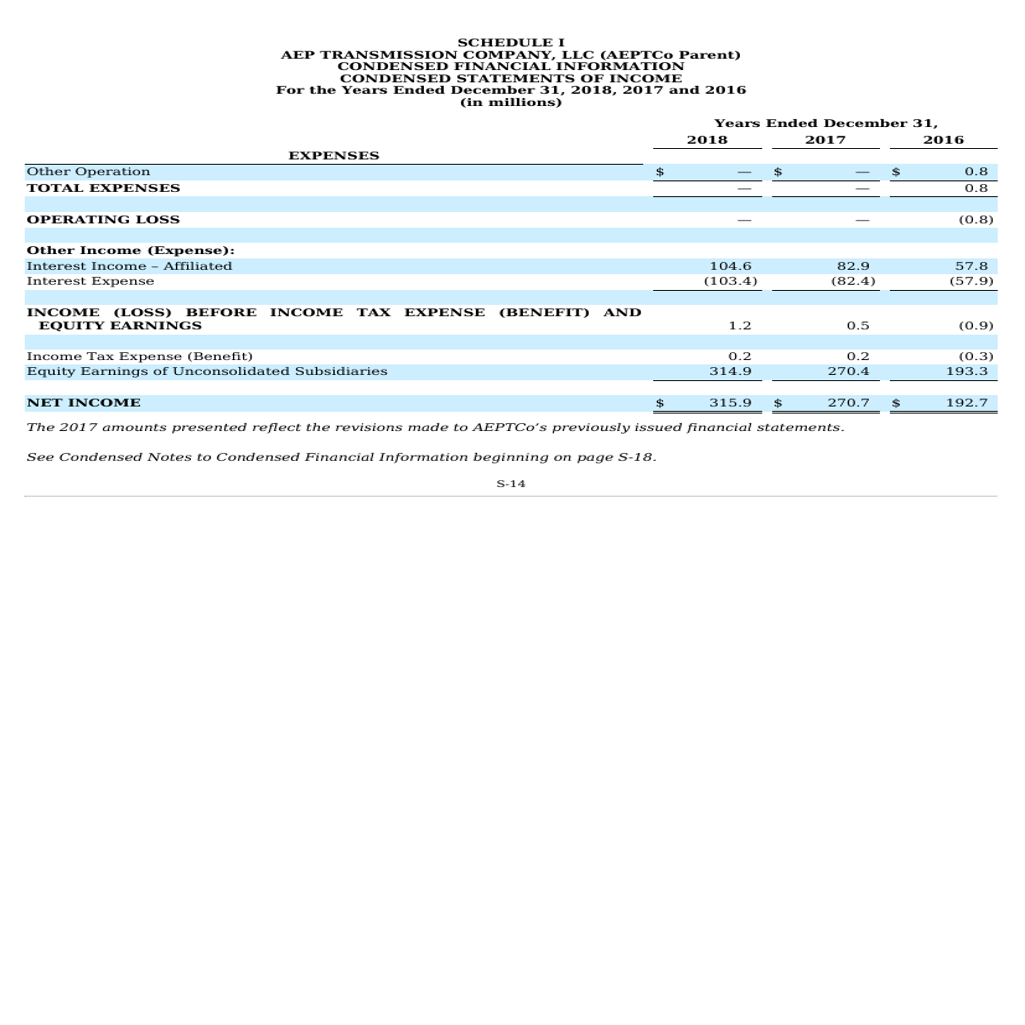 SCHEDULE I
AEP TRANSMISSION COMPANY, LLC (AEPTCo Parent)
CONDENSED FINANCIAL INFORMATION
CONDENSED STATEMENTS OF INCOME
For the Years Ended December 31, 2018, 2017 and 2016
(in millions)
Years Ended December 31,
2018 2017 2016
EXPENSES
Other Operation $ — $ — $ 0.8
TOTAL EXPENSES — — 0.8
OPERATING LOSS — — (0.8)
Other Income (Expense):
Interest Income – Affiliated 104.6 82.9 57.8
Interest Expense (103.4) (82.4) (57.9)
INCOME (LOSS) BEFORE INCOME TAX EXPENSE (BENEFIT) AND
EQUITY EARNINGS 1.2 0.5 (0.9)
Income Tax Expense (Benefit) 0.2 0.2 (0.3)
Equity Earnings of Unconsolidated Subsidiaries 314.9 270.4 193.3
NET INCOME $ 315.9 $ 270.7 $ 192.7
The 2017 amounts presented reflect the revisions made to AEPTCo’s previously issued financial statements.
See Condensed Notes to Condensed Financial Information beginning on page S-18.
S-14